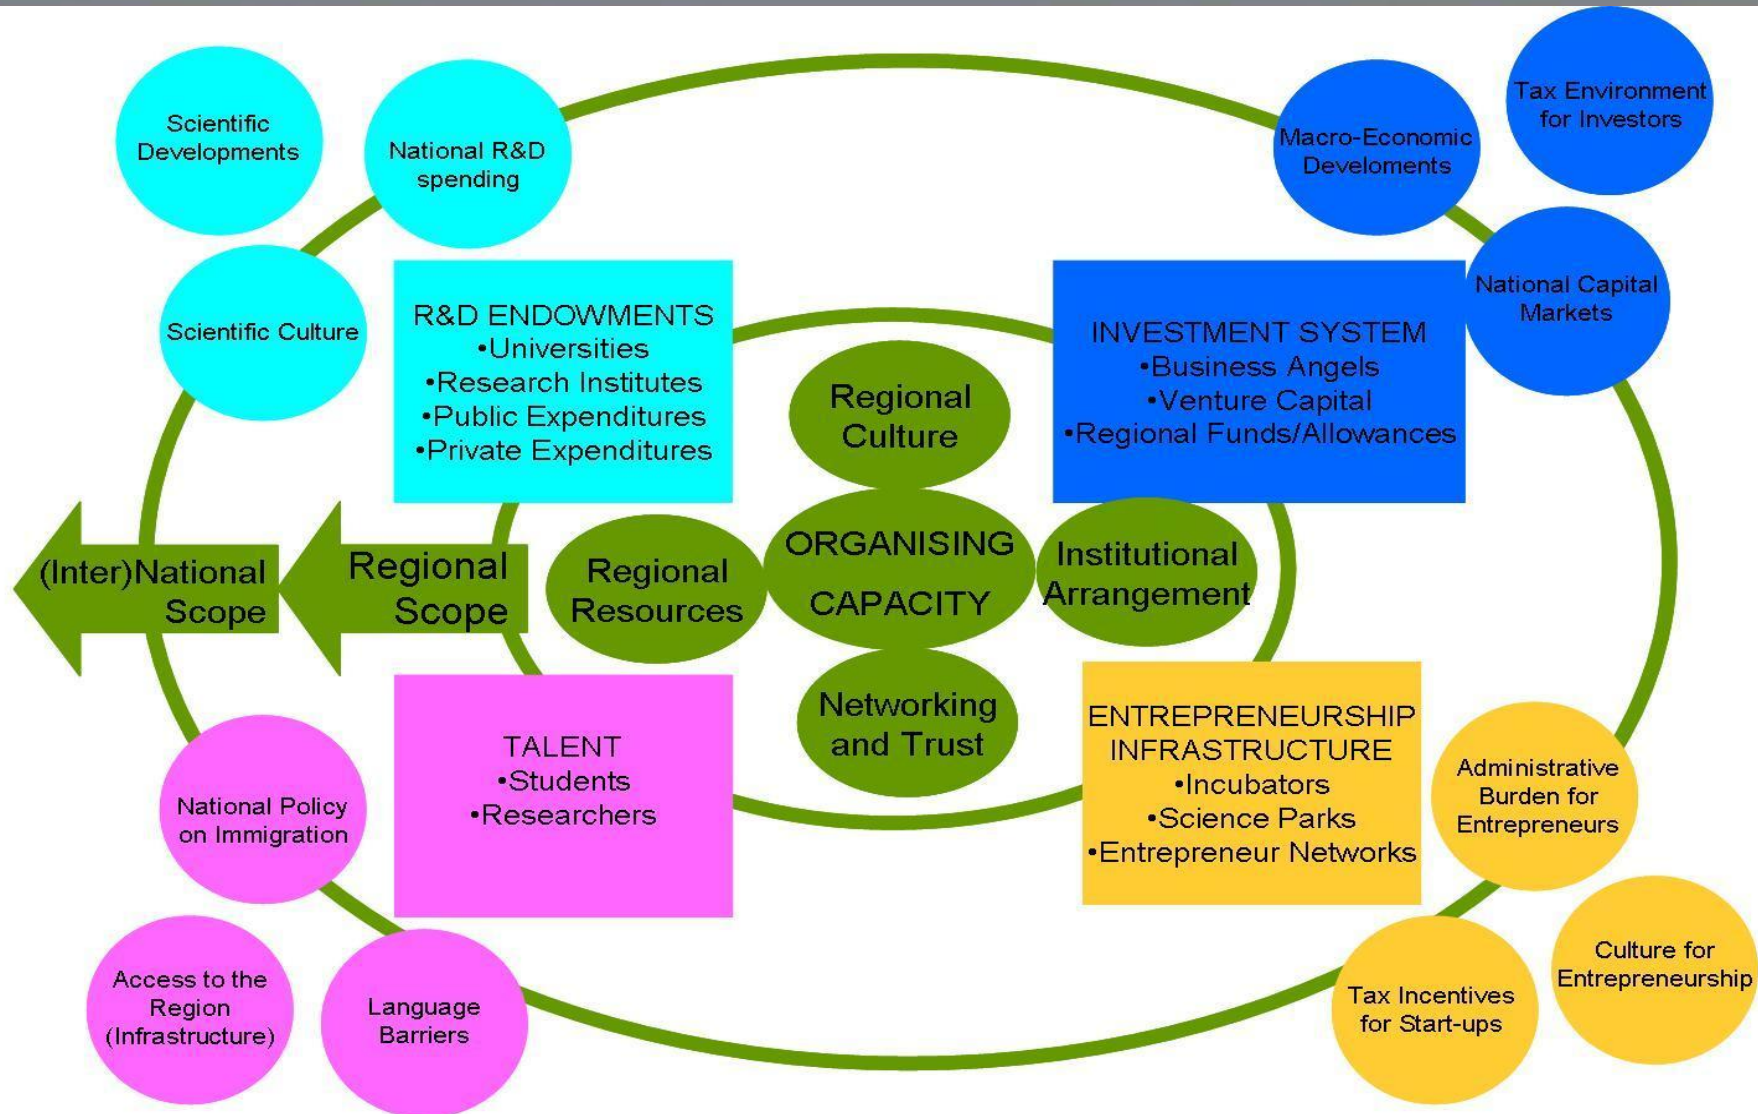 Scientific
Developments
National R&D
spending
Scientific Culture
Macro-Economic
Develoments
Tax Environment
for Investors
National Capital
Markets
R&D ENDOWMENTS
•Universities
•Research Institutes
•Public Expenditures
•Private Expenditures
INVESTMENT SYSTEM
•Business Angels
•Venture Capital
•Regional Funds/Allowances
Regional
Culture
(Inter)National
Scope
Regional
Scope
Regional
Resources
ORGANISING
CAPACITY
Institutional
Arrangement
Networking
and Trust
TALENT
•Students
•Researchers
ENTREPRENEURSHIP
INFRASTRUCTURE
•Incubators
•Science Parks
•Entrepreneur Networks
National Policy
on Immigration
Access to the
Region
(Infrastructure)
Language
Barriers
Administrative
Burden for
Entrepreneurs
Culture for
Entrepreneurship
Tax Incentives
for Start-ups